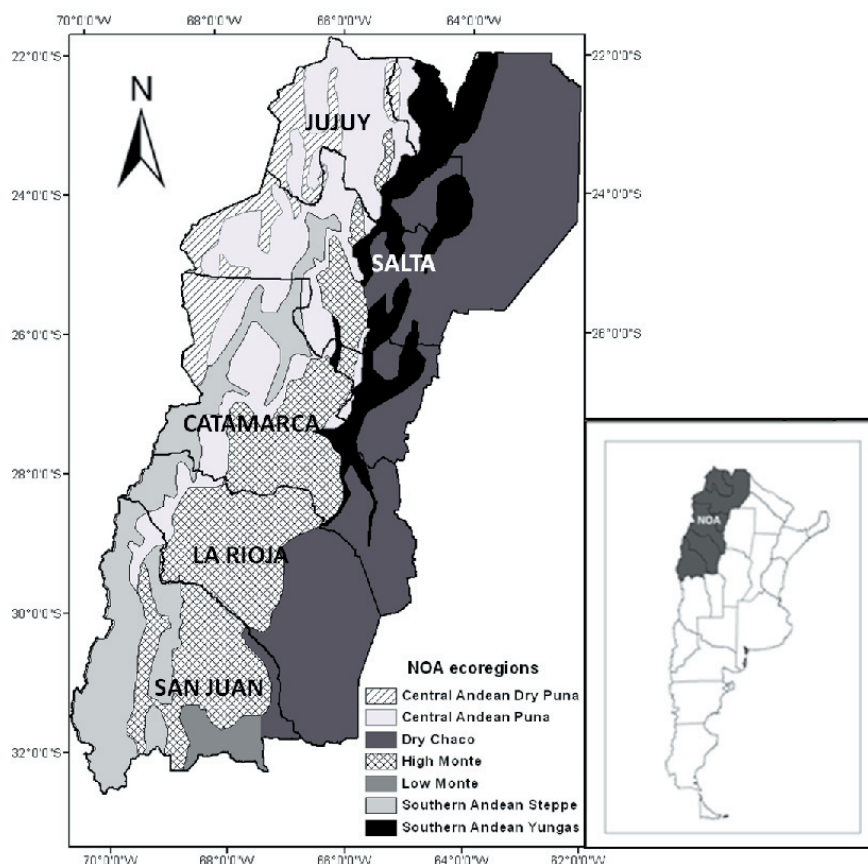 70°0'0"W 68°0'0"W 66°0'0"W 64°0'0"W
22°0'0"S 22°0'0"S
N
JUJUY
24°0'0"S 24°0'0"S
SALTA
26°0'0"S 26°0'0"S
CATAMARCA
28°0'0"S
NOA
LA RIOJA
30°0'0"S
SAN JUAN
NOA ecoregions
Central Andean Dry Puna
Central Andean Puna
Dry Chaco
High Monte
Low Monte
Southern Andean Steppe
Southern Andean Yungas
32°0'0"S
70°0'0"W 68°0'0"W 66°0'0"W 64°0'0"W 62°0'0"W